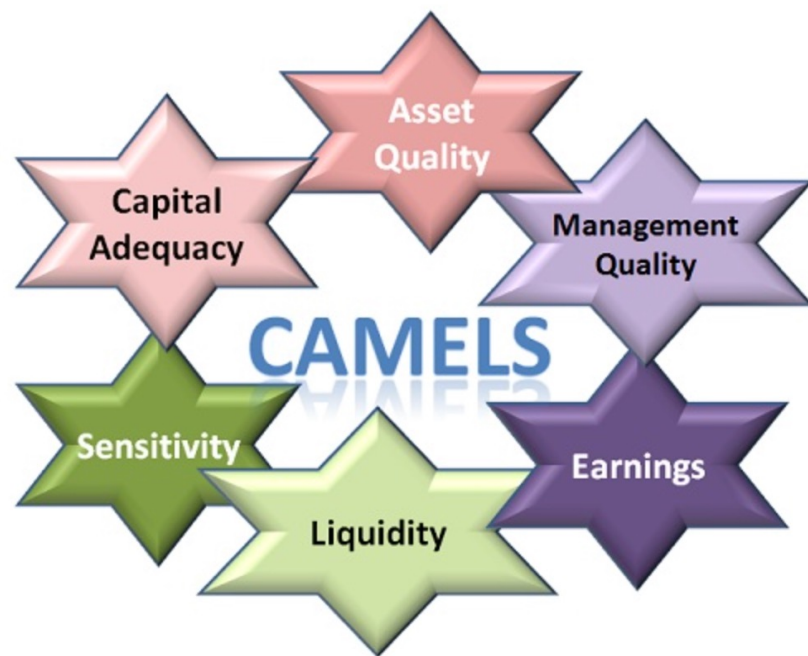 Asset
Quality
Capital
Adequacy
Management
Quality
CAMELS
Sensitivity
Earnings
Liquidity